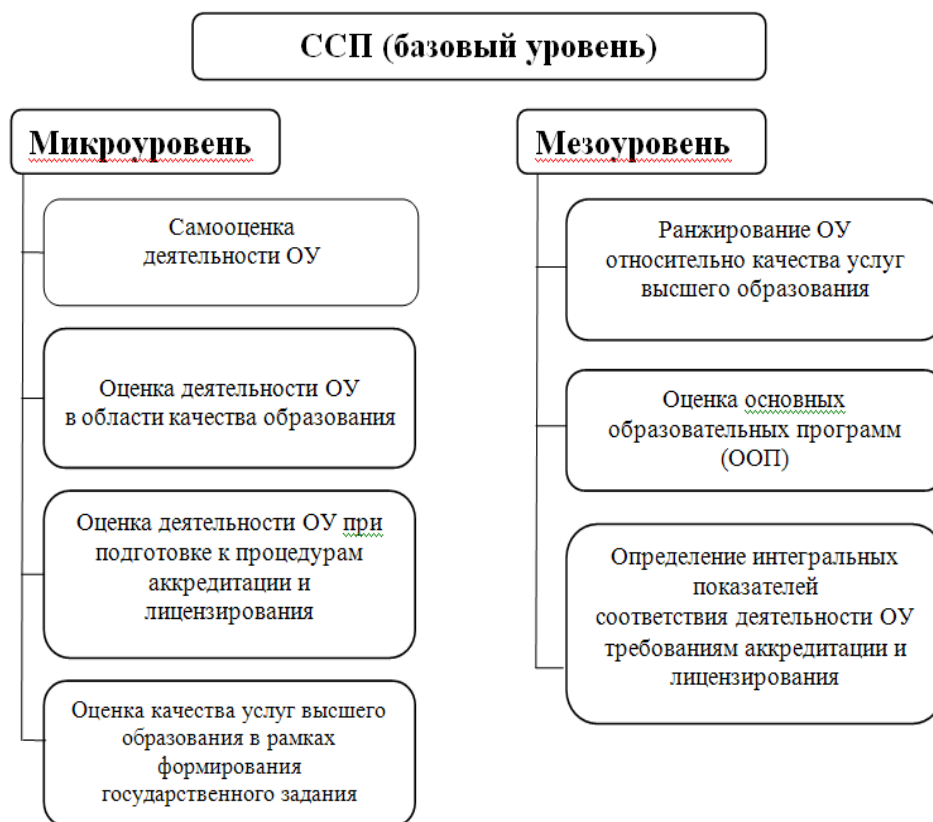 ССП (базовый уровень)
Микроуровень
Самооценка
деятельности ОУ
Оценка деятельности ОУ
в области качества образования
Оценка деятельности ОУ при
подготовке к процедурам
аккредитации и
лицензирования
Оценка качества услуг высшего
образования в рамках
формирования
государственного задания
Мезоуровень
Ранжирование ОУ
относительно качества услуг
высшего образования
Оценка основных
образовательных программ
(ООП)
Определение интегральных
показателей
соответствия деятельности ОУ
требованиям аккредитации и
лицензирования